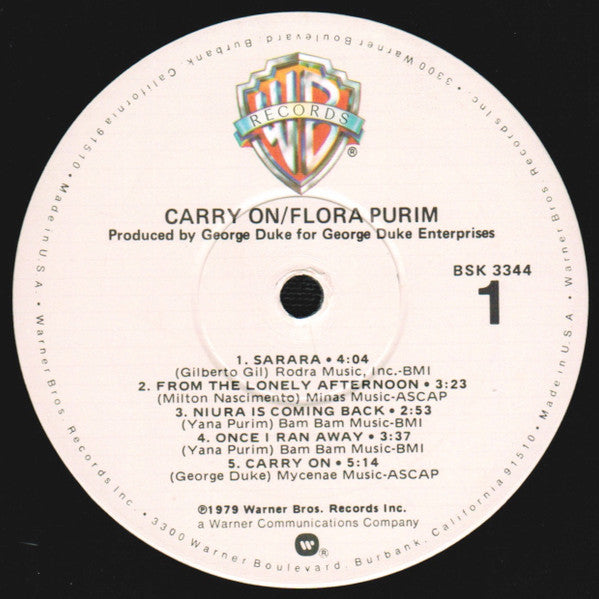 WB
RECORDS
®
CARRY ON/FLORA PURIM
Produced by George Duke for George Duke Enterprises
BSK 3344
1
1. SARARA • 4:04
(Gilberto Gil) Rodra Music, inc.-BMI
2. FROM THE LONELY AFTERNOON • 3:23
(Milton Nascimento) Minas Music-ASCAP
3. NIURA IS COMING BACK • 2:53
(Yana Purim) Bam Bam Music-BMI
4. ONCE I RAN AWAY • 3:37
(Yana Purim) Bam Bam Music-BMI
5. CARRY ON • 5:14
(George Duke) Mycenae Music-ASCAP
℗1979 Warner Bros. Records Inc.
a Warner Communications Company
W®
Warner Bros. Records Inc. • 3300 Warner Boulevard, Burbank, California 91510 • Made in U.S.A. • Warner Bros. Records Inc. • 3300 Warner Boulevard, Burbank, California 91510 • Made in U.S.A. •